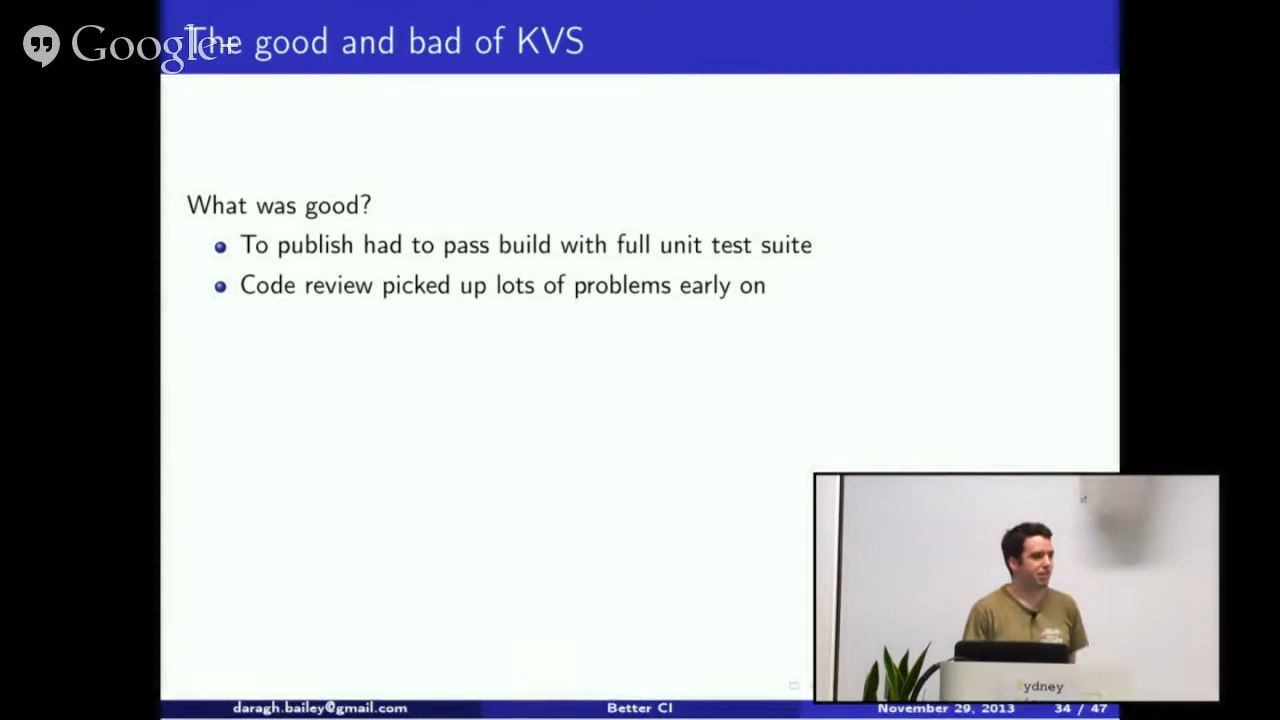 Google+
The good and bad of KVS
What was good?
To publish had to pass build with full unit test suite
Code review picked up lots of problems early on
ydney
daragh.bailey@gmail.com
Better CI
November 29, 2013
34 / 47